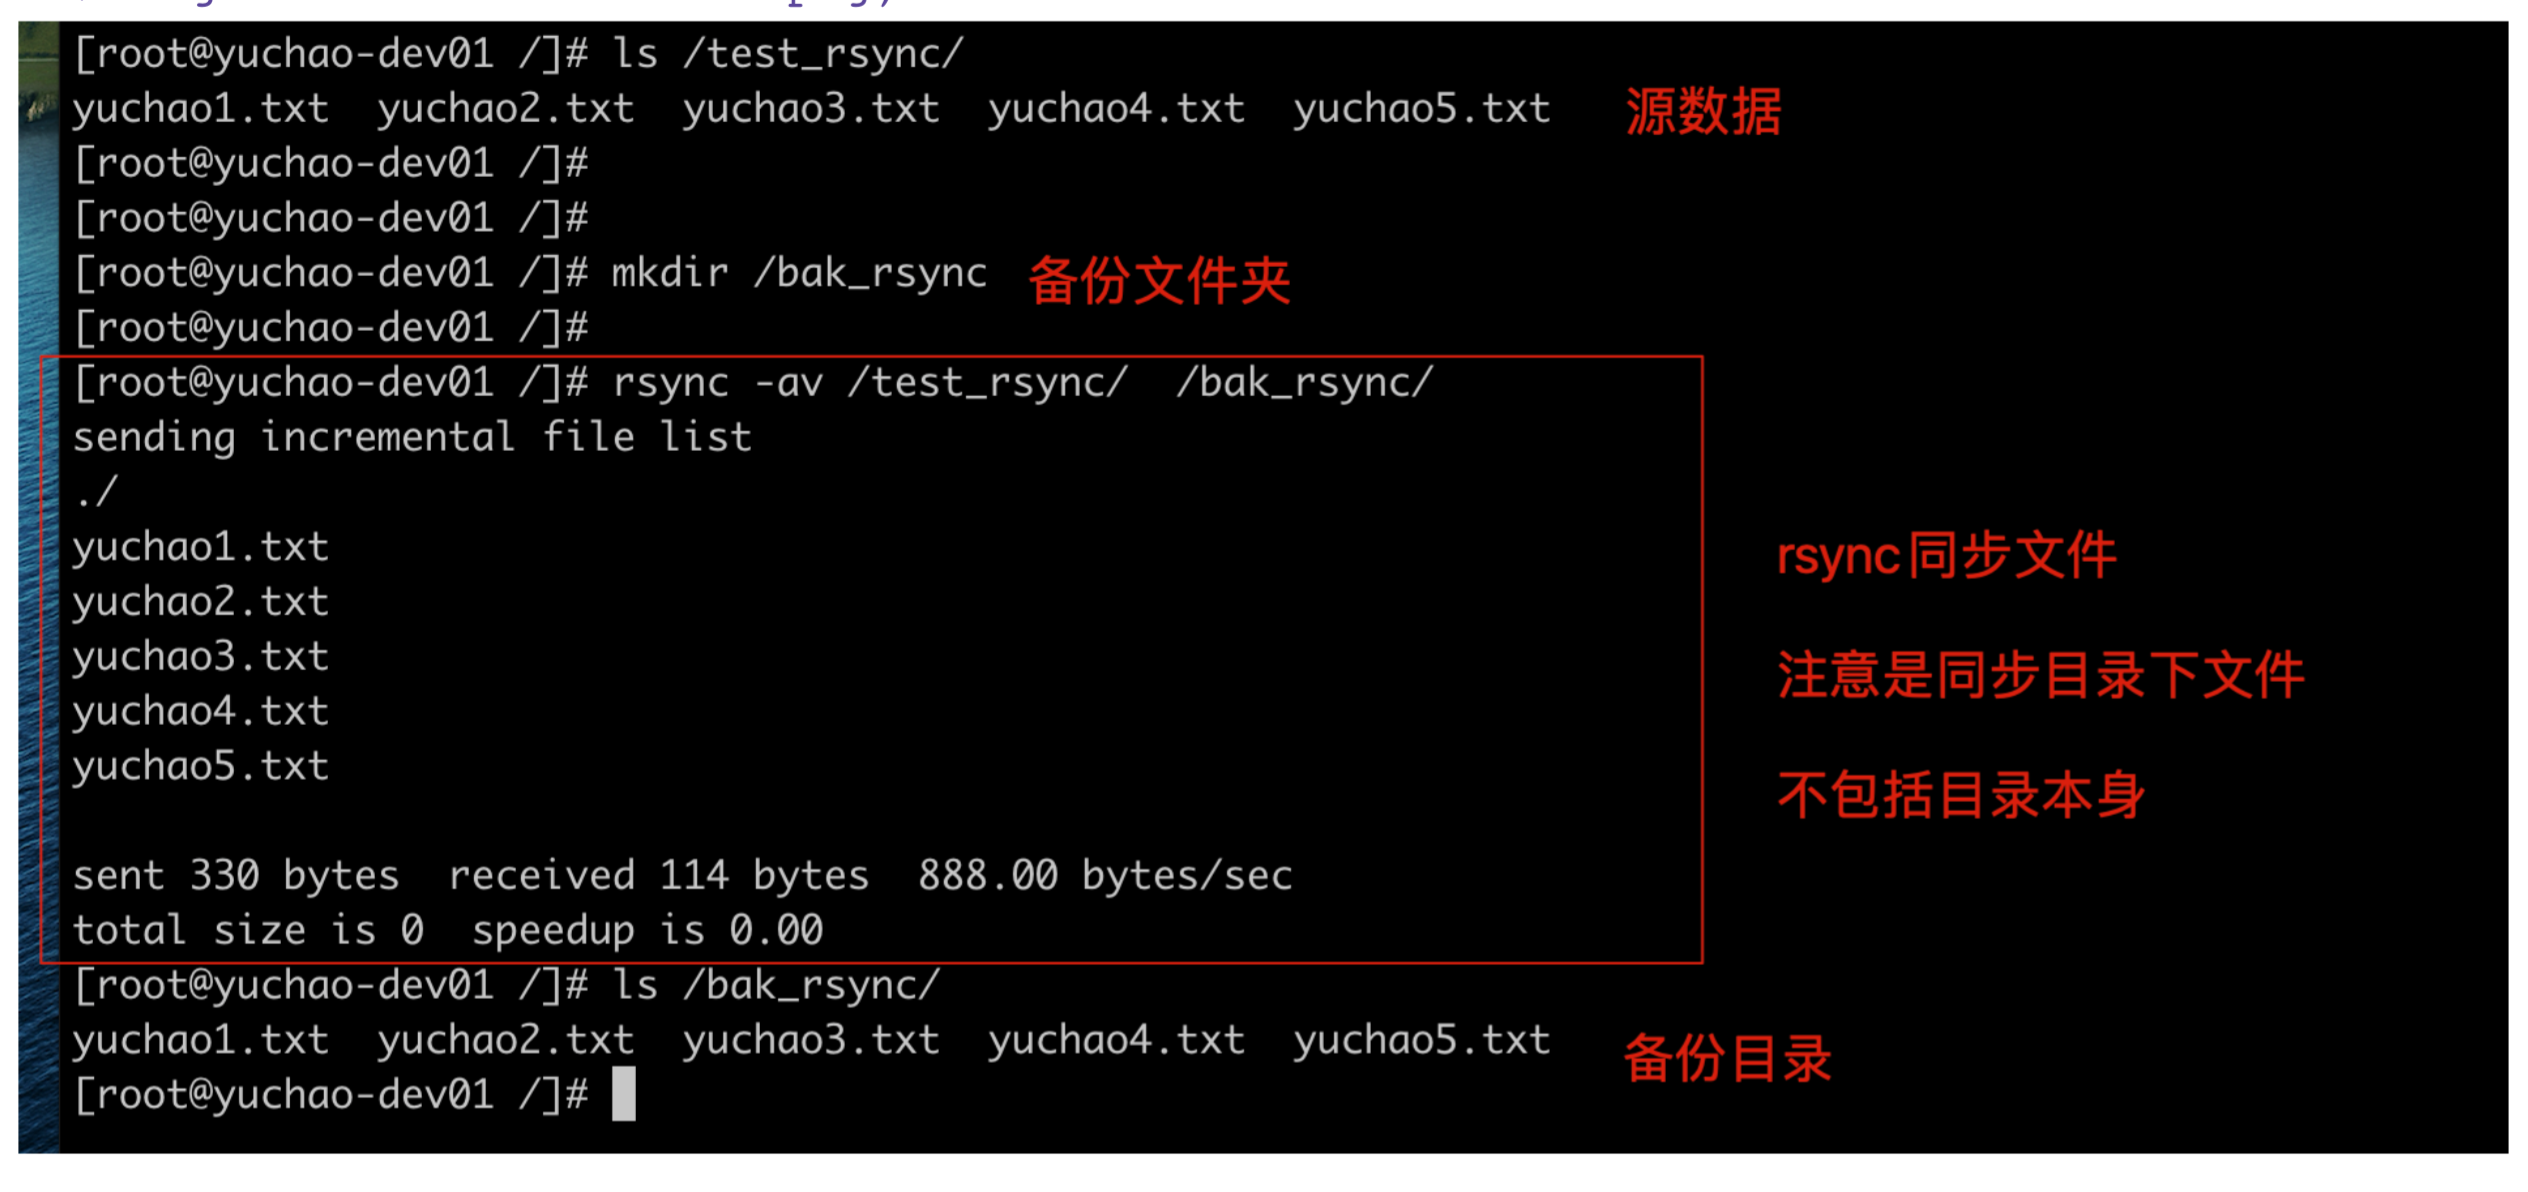 [root@yuchao-dev01 /]# ls /test_rsync/
yuchao1.txt  yuchao2.txt  yuchao3.txt  yuchao4.txt  yuchao5.txt 源数据
[root@yuchao-dev01 /]#
[root@yuchao-dev01 /]#
[root@yuchao-dev01 /]# mkdir /bak_rsync 备份文件夹
[root@yuchao-dev01 /]#
[root@yuchao-dev01 /]# rsync -av /test_rsync/  /bak_rsync/
sending incremental file list
./
yuchao1.txt
yuchao2.txt
yuchao3.txt
yuchao4.txt
yuchao5.txt
rsync同步文件
注意是同步目录下文件
不包括目录本身
sent 330 bytes  received 114 bytes  888.00 bytes/sec
total size is 0  speedup is 0.00
[root@yuchao-dev01 /]# ls /bak_rsync/
yuchao1.txt  yuchao2.txt  yuchao3.txt  yuchao4.txt  yuchao5.txt 备份目录
[root@yuchao-dev01 /]#